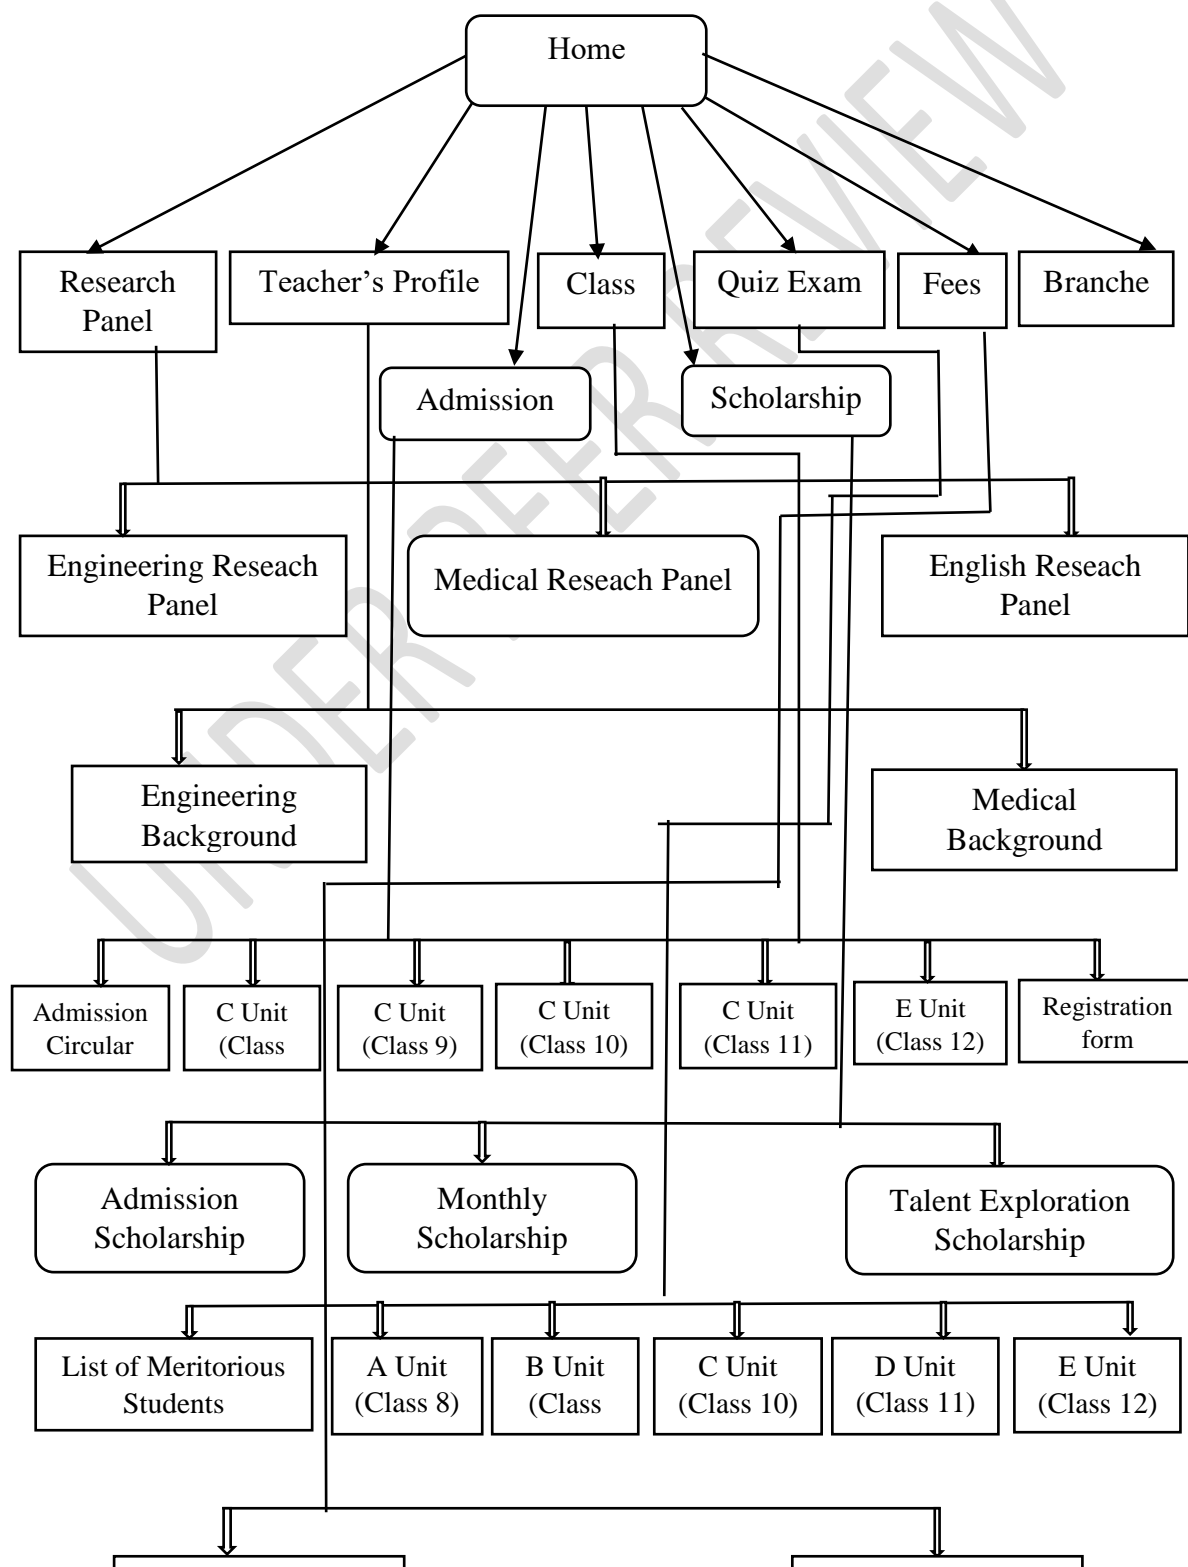 Home
Research
Panel
Teacher's Profile
Class
Quiz Exam
Fees
Branche
Admission
Scholarship
Engineering Reseach
Panel
Medical Reseach Panel
English Reseach
Panel
Engineering
Background
Medical
Background
Admission
Circular
C Unit
(Class
C Unit
(Class 9)
C Unit
(Class 10)
C Unit
(Class 11)
E Unit
(Class 12)
Registration
form
Admission
Scholarship
Monthly
Scholarship
Talent Exploration
Scholarship
List of Meritorious
Students
A Unit
(Class 8)
B Unit
(Class
C Unit
(Class 10)
D Unit
(Class 11)
E Unit
(Class 12)
UNDER PEER REVIEW